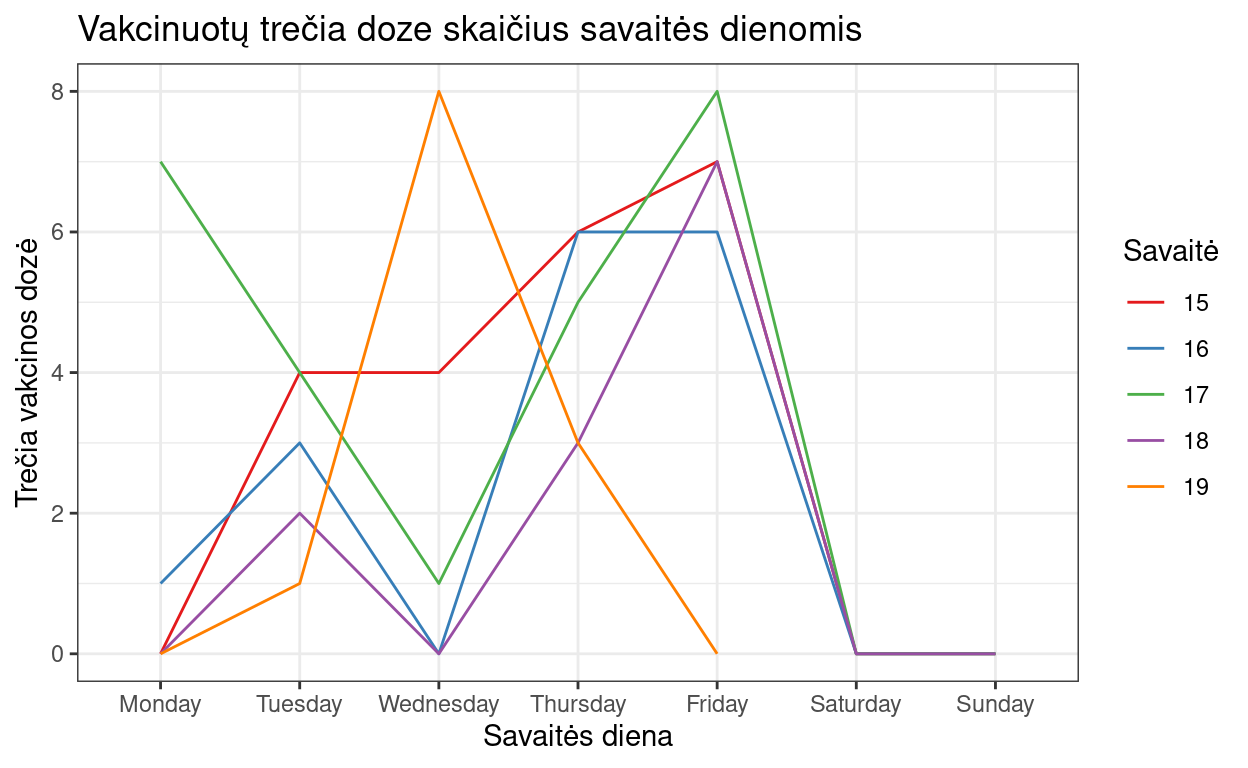 Vakcinuotų trečia doze skaičius savaitės dienomis
Trečia vakcinos dozė
8
6
4
2
0
Monday Tuesday Wednesday Thursday Friday Saturday Sunday
Savaitės diena
Savaitė
15
16
17
18
19